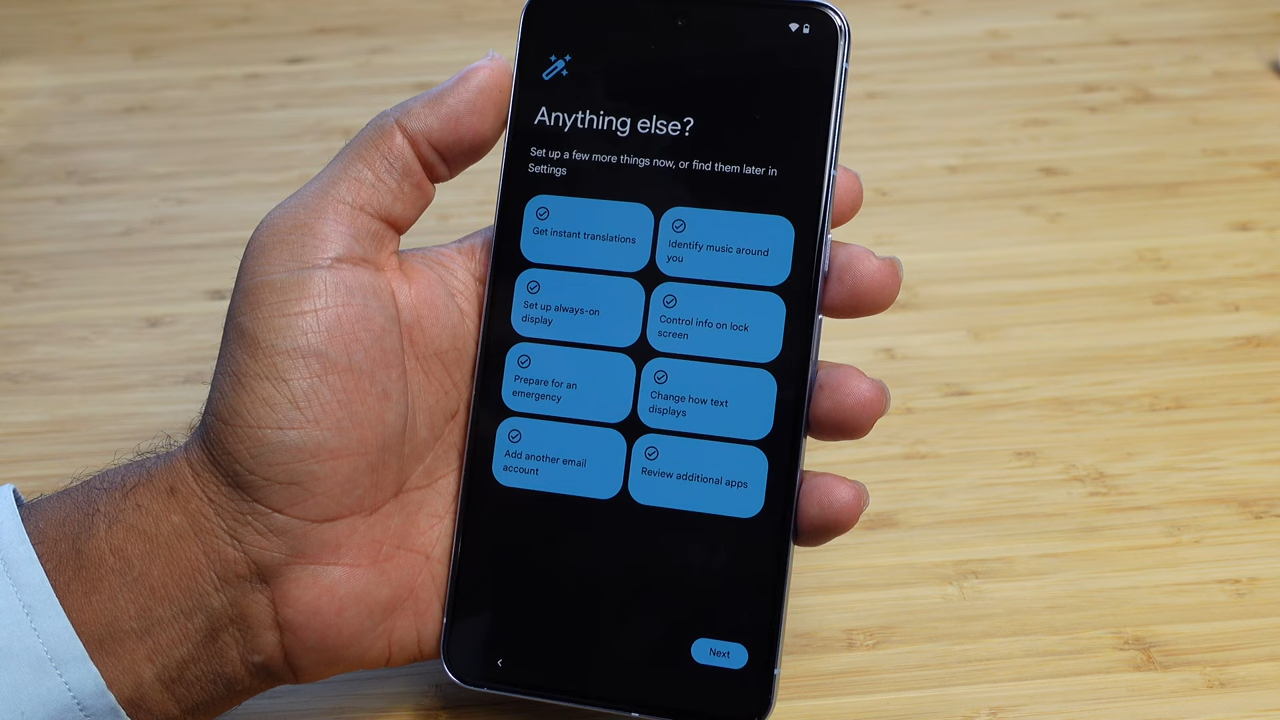 Anything else?
Set up a few more things now, or find them later in
Settings
Get instant translations
Identify music around
you
Set up always-on
display
Control info on lock
screen
Prepare for an
emergency
Change how text
displays
Add another email
account
Review additional apps
Next